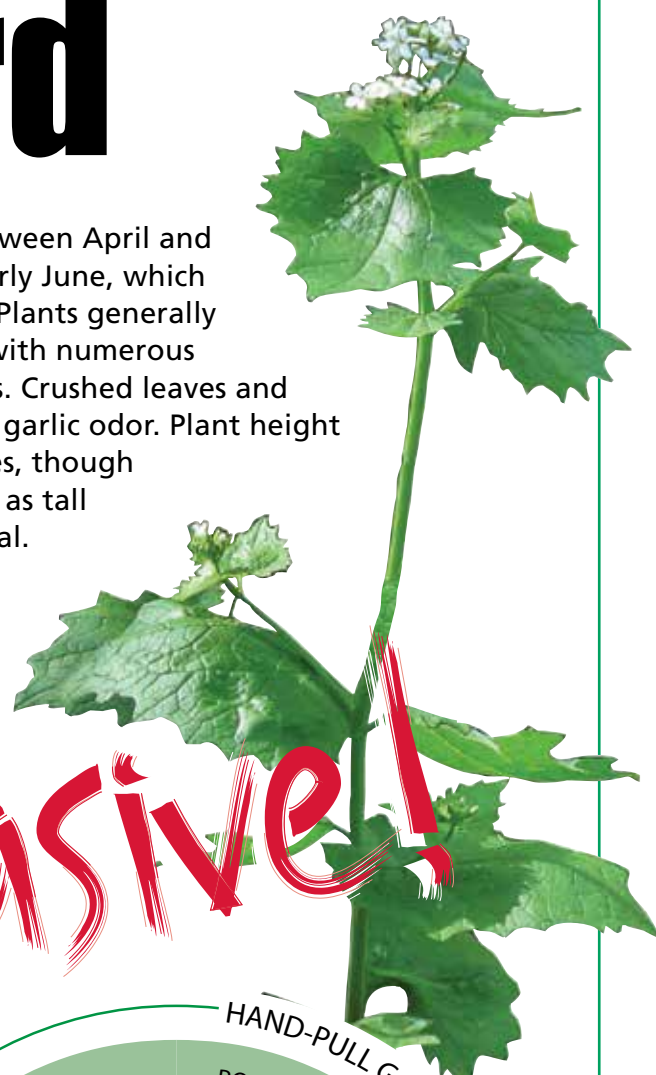 rd
ween April and
rly June, which
Plants generally
with numerous
s. Crushed leaves and
garlic odor. Plant height
es, though
as tall
al.
asive!
HAND-PULL G